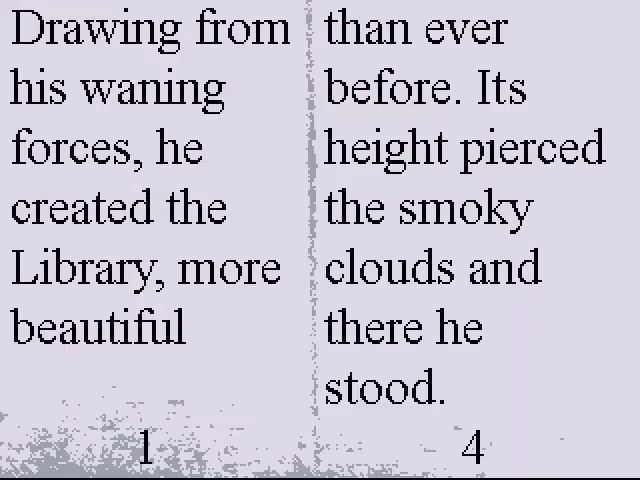 Drawing from
his waning
forces, he
created the
Library, more
beautiful
1
than ever
before. Its
height pierced
the smoky
clouds and
there he
stood.
4